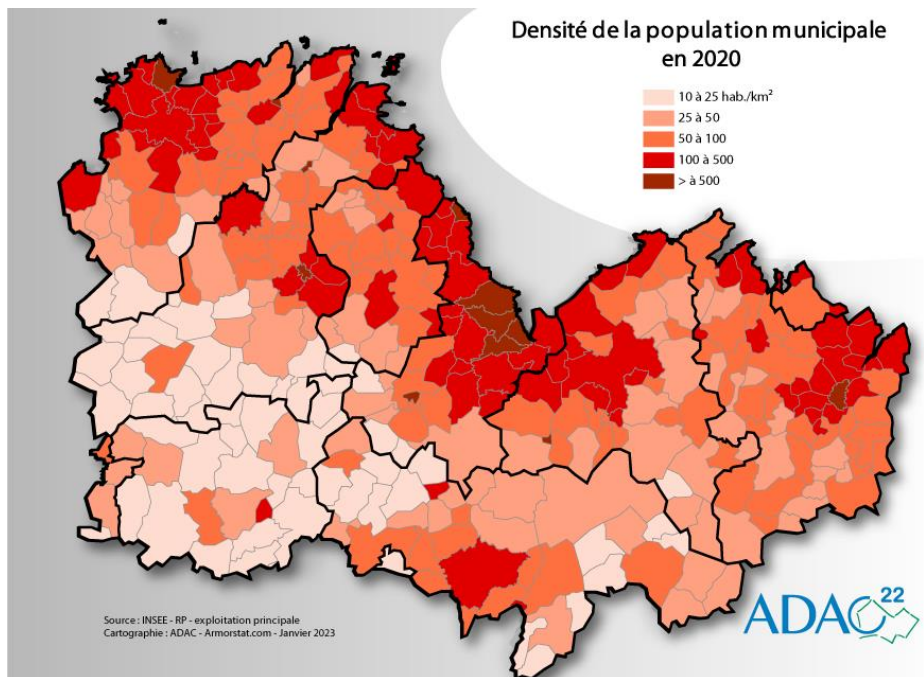 Densité de la population municipale
en 2020
10 à 25 hab./km²
25 à 50
50 à 100
100 à 500
> à 500
Source : INSEE - RP - exploitation principale
Cartographie : ADAC - Armorstat.com - Janvier 2023
ADAC 22